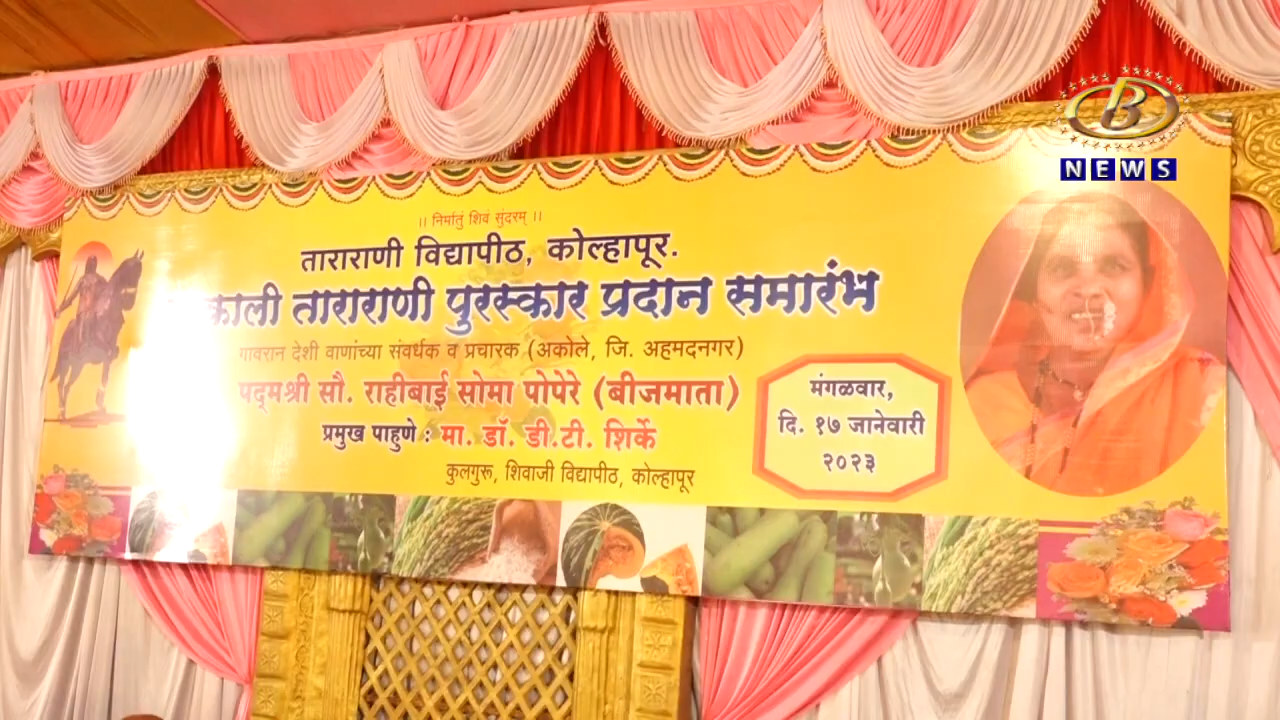 B
NEWS
।। निर्मातुं शिवं सुंदरम् ।।
ताराराणी विद्यापीठ, कोल्हापूर.
ताराराणी पुरस्कार प्रदान समारंभ
गावरान देशी वाणांच्या संवर्धक व प्रचारक (अकोले, जि. अहमदनगर)
पद्मश्री सौ. राहीबाई सोमा पोपेरे (बीजमाता)
प्रमुख पाहुणे : मा. डॉ. डी.टी. शिर्के
कुलगुरू, शिवाजी विद्यापीठ, कोल्हापूर
मंगळवार,
दि. १७ जानेवारी
२०२३